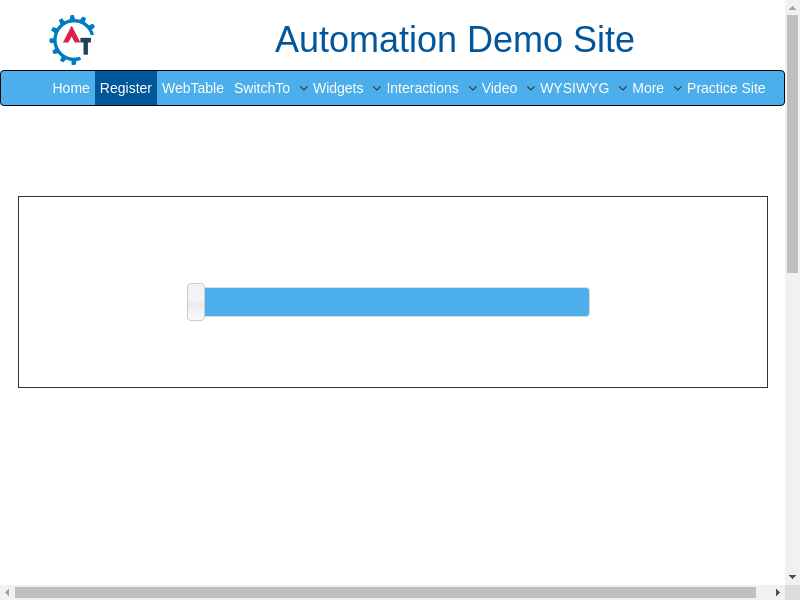 AT
Automation Demo Site
Home Register WebTable SwitchTo Widgets Interactions Video WYSIWYG More Practice Site